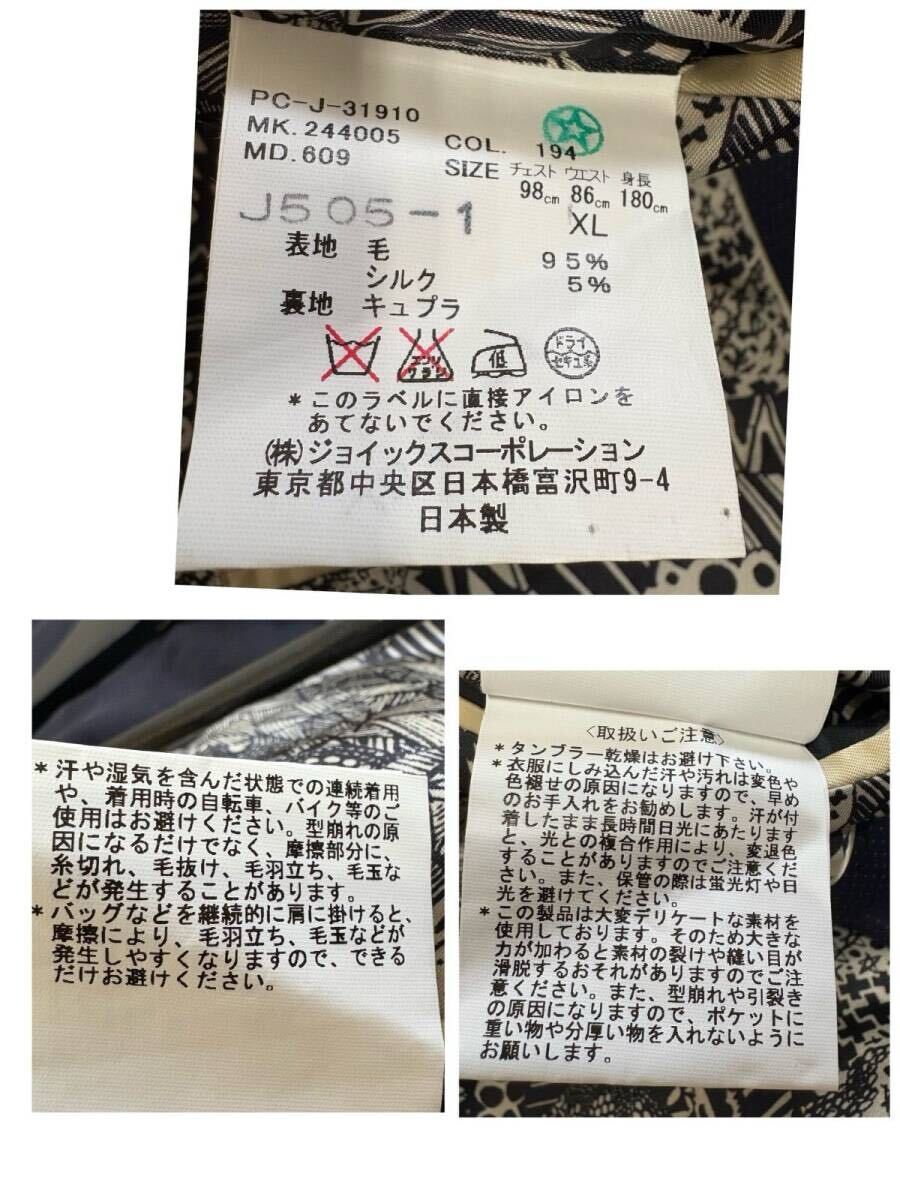 PC-J-31910
MK.244005 COL. 194
MD.609 SIZE チェスト ウエスト 身長
98cm 86cm 180cm
J505-1 XL
表地 毛 95%
シルク 5%
裏地 キュプラ
エンソ
サラシ
低
ドライ
セキユ系
*このラベルに直接アイロンを
あてないでください。
(株)ジョイックスコーポレーション
東京都中央区日本橋富沢町9-4
日本製
*汗や湿気を含んだ状態での連続着用
や、着用時の自転車、バイク等のご
使用はお避けください。型崩れの原
因になるだけでなく、摩擦部分に、
糸切れ、毛抜け、毛羽立ち、毛玉な
どが発生することがあります。
*バッグなどを継続的に肩に掛けると、
摩擦により、毛羽立ち、毛玉などが
発生しやすくなりますので、できる
だけお避けください。
〈取扱いご注意〉
*タンブラー乾燥はお避け下さい。
*衣服にしみ込んだ汗や汚れは変色や
色褪せの原因になりますので、早め
のお手入れをお勧めします。汗が付
着したまま長時間日光にあたります
と、光との複合作用により、変退色
することがありますのでご注意くだ
さい。また、保管の際は蛍光灯や日
光を避けてください。
*この製品は大変デリケートな素材を
使用しております。そのため大きな
力が加わると素材の裂けや縫い目が
滑脱するおそれがありますのでご注
意ください。また、型崩れや引裂き
の原因になりますので、ポケットに
重い物や分厚い物を入れないように
お願いします。